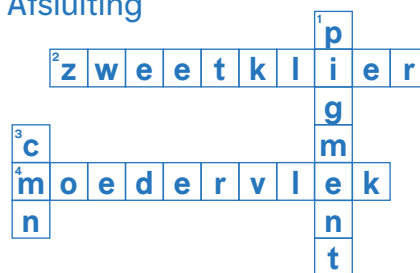 Afsluiting
1 p
2 z w e e t k l i e r
g
3 c m
4 m o e d e r v l e k
n n
t